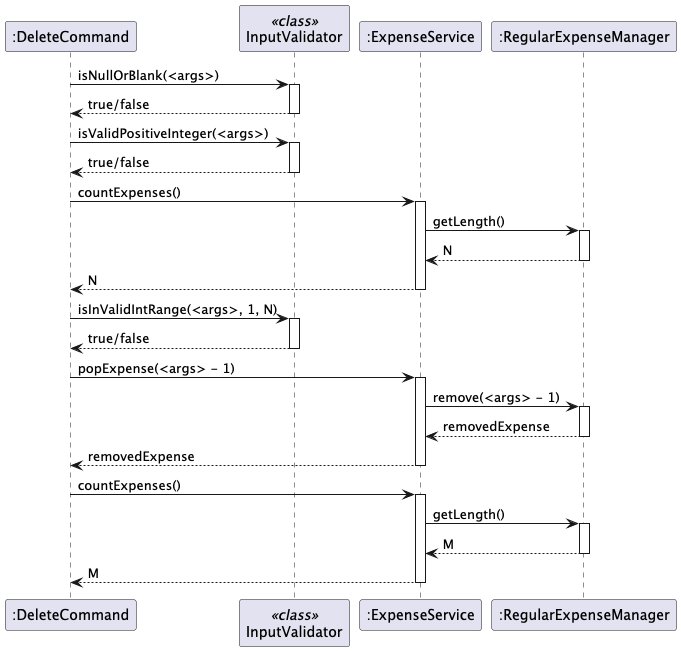 :DeleteCommand
«class»
InputValidator
:ExpenseService
:RegularExpenseManager
isNullOrBlank(<args>)
true/false
isValidPositiveInteger(<args>)
true/false
countExpenses()
getLength()
N
N
isInValidIntRange(<args>, 1, N)
true/false
popExpense(<args> - 1)
remove(<args> - 1)
removedExpense
removedExpense
countExpenses()
getLength()
M
M
:DeleteCommand
«class»
InputValidator
:ExpenseService
:RegularExpenseManager